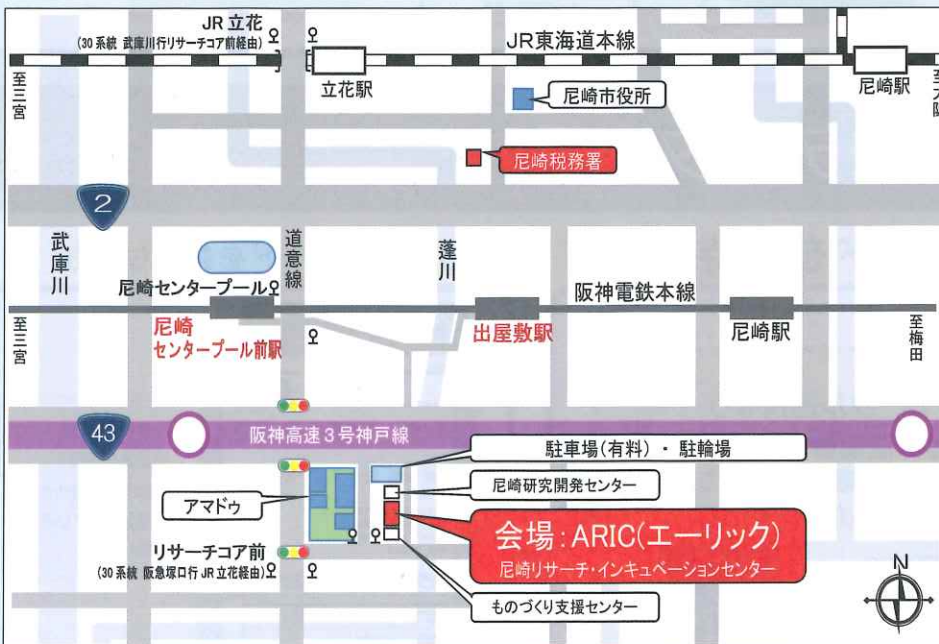 JR 立花
(30系統 武庫川行リサーチコア前経由)
JR東海道本線
至三宮
立花駅
尼崎市役所
尼崎駅
尼崎税務署
2
武庫川
道意線
蓬川
尼崎センタープール
阪神電鉄本線
至三宮
尼崎
センタープール前駅
出屋敷駅
尼崎駅
至梅田
43
阪神高速3号神戸線
駐車場(有料)・駐輪場
尼崎研究開発センター
アマドゥ
会場:ARIC(エーリック)
尼崎リサーチ・インキュベーションセンター
リサーチコア前
(30系統 阪急塚口行 JR立花経由)
ものづくり支援センター
N